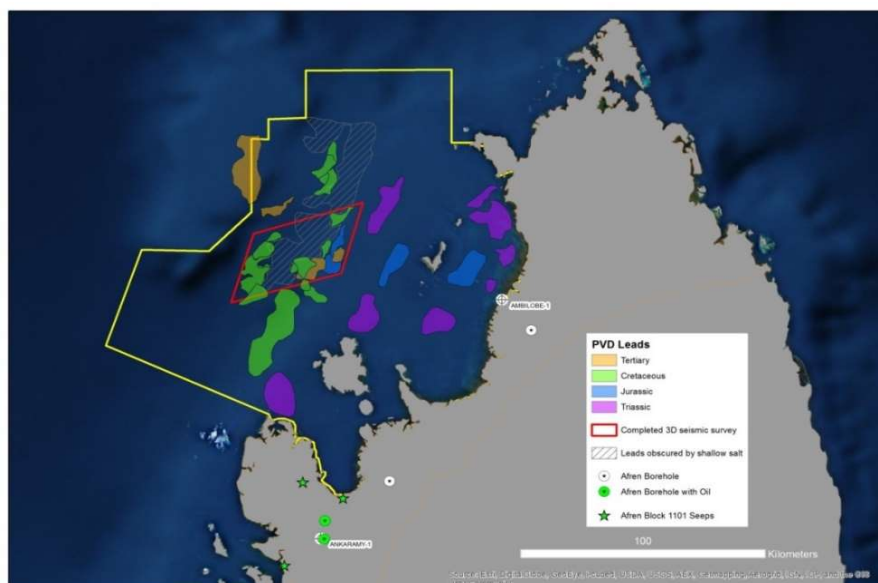 AMBILOBE-1
PVD Leads
Tertiary
Cretaceous
Jurassic
Triassic
Completed 3D seismic survey
Leads obscured by shallow salt
Afren Borehole
Afren Borehole with Oil
Afren Block 1101 Seeps
ANKARAMY-1
100
Kilometers